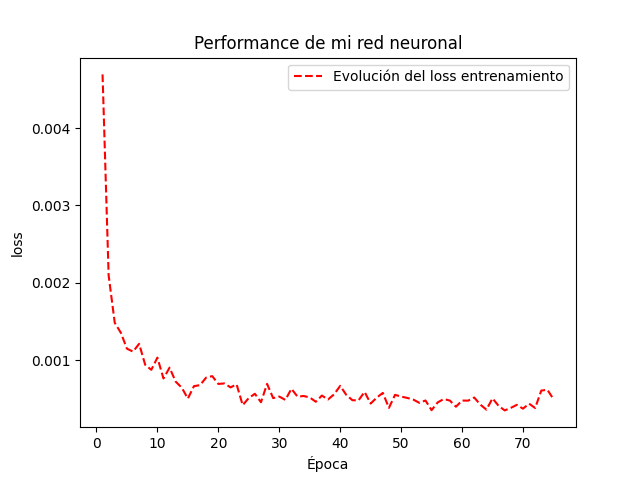 Performance de mi red neuronal
Evolución del loss entrenamiento
0.004
0.003
0.002
0.001
loss
0 10 20 30 40 50 60 70
Época